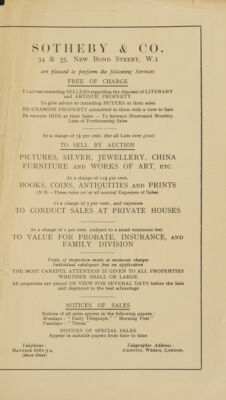 SOTHEBY & CO.
34 & 35, NEW BOND STREET, W.1
are pleased to perform the following Services
FREE OF CHARGE
To advise intending SELLERS regarding the disposal of LITERARY
and ARTISTIC PROPERTY
To give advice to intending BUYERS at their sales
TO EXAMINE PROPERTY submitted to them with a view to Sale
To execute BIDS at their Sales — To forward Illustrated Monthly
Lists of Forthcoming Sales
At a charge of 7½ per cent. (for all Lots over £100)
TO SELL BY AUCTION
PICTURES, SILVER, JEWELLERY, CHINA
FURNITURE AND WORKS OF ART, ETC.
At a charge of 12½ per cent.
BOOKS, COINS, ANTIQUITIES AND PRINTS
(N.B.—These rates cover all normal Expenses of Sales)
At a charge of 5 per cent., and expenses
TO CONDUCT SALES AT PRIVATE HOUSES
At a charge of 1 per cent. (subject to a small minimum fee)
TO VALUE FOR PROBATE, INSURANCE, AND
FAMILY DIVISION
Visits of inspection made at moderate charges
Individual catalogues free on application
THE MOST CAREFUL ATTENTION IS GIVEN TO ALL PROPERTIES
WHETHER SMALL OR LARGE
All properties are placed ON VIEW FOR SEVERAL DAYS before the Sale
and displayed to the best advantage
NOTICES OF SALES
Notices of all sales appear in the following papers:
Mondays: "Daily Telegraph," "Morning Post."
Tuesdays: "Times."
NOTICES OF SPECIAL SALES
Appear in suitable papers from time to time
Telephone:
MAYFAIR 6682-3-4
(three lines)
Telegraphic Address:
ABINITIO, WESDO, LONDON.